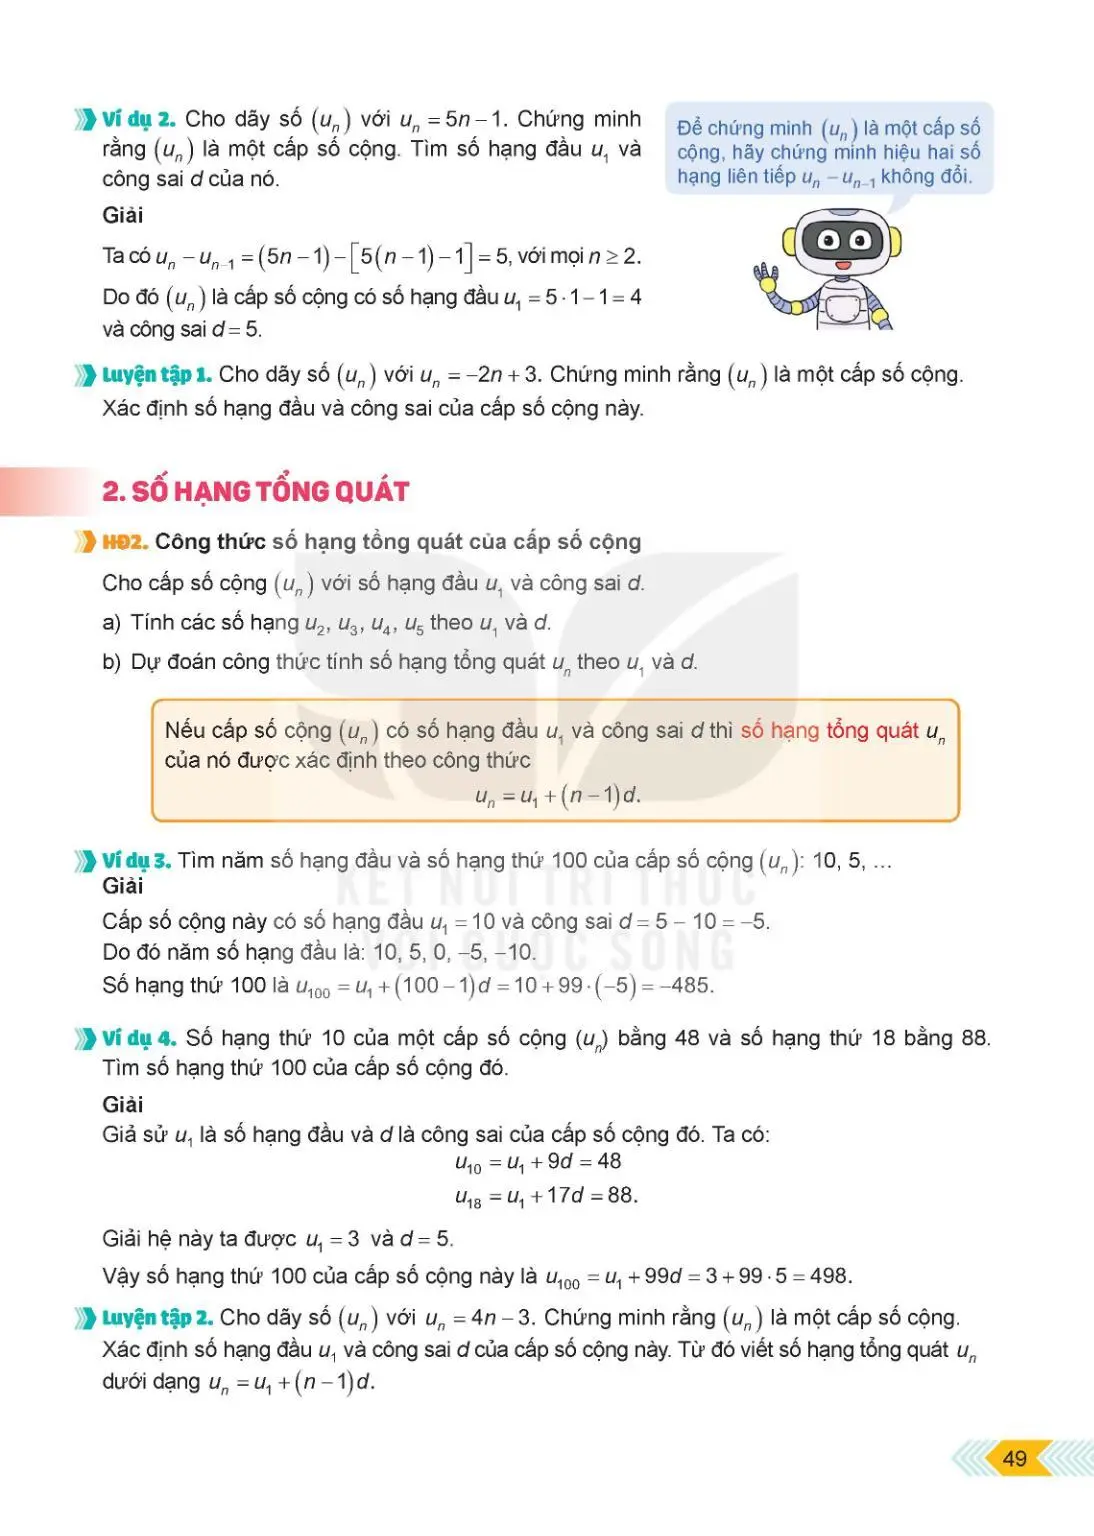 Ví dụ 2. Cho dãy số (uₙ) với uₙ = 5n – 1. Chứng minh
rằng (uₙ) là một cấp số cộng. Tìm số hạng đầu u₁ và
công sai d của nó.
Để chứng minh (uₙ) là một cấp số
cộng, hãy chứng minh hiệu hai số
hạng liên tiếp uₙ – uₙ₋₁ không đổi.
Giải
Ta có uₙ – uₙ₋₁ = (5n – 1) – [5(n – 1) – 1] = 5, với mọi n ≥ 2.
Do đó (uₙ) là cấp số cộng có số hạng đầu u₁ = 5 · 1 – 1 = 4
và công sai d = 5.
Luyện tập 1. Cho dãy số (uₙ) với uₙ = –2n + 3. Chứng minh rằng (uₙ) là một cấp số cộng.
Xác định số hạng đầu và công sai của cấp số cộng này.
2. SỐ HẠNG TỔNG QUÁT
HĐ2. Công thức số hạng tổng quát của cấp số cộng
Cho cấp số cộng (uₙ) với số hạng đầu u₁ và công sai d.
a) Tính các số hạng u₂, u₃, u₄, u₅ theo u₁ và d.
b) Dự đoán công thức tính số hạng tổng quát uₙ theo u₁ và d.
Nếu cấp số cộng (uₙ) có số hạng đầu u₁ và công sai d thì số hạng tổng quát uₙ
của nó được xác định theo công thức
uₙ = u₁ + (n – 1)d.
Ví dụ 3. Tìm năm số hạng đầu và số hạng thứ 100 của cấp số cộng (uₙ): 10, 5, ...
Giải
KẾT NỐI TRI THỨC
Cấp số cộng này có số hạng đầu u₁ = 10 và công sai d = 5 – 10 = –5.
VỚI CUỘC SỐNG
Do đó năm số hạng đầu là: 10, 5, 0, –5, –10.
Số hạng thứ 100 là u₁₀₀ = u₁ + (100 – 1)d = 10 + 99 · (–5) = –485.
Ví dụ 4. Số hạng thứ 10 của một cấp số cộng (uₙ) bằng 48 và số hạng thứ 18 bằng 88.
Tìm số hạng thứ 100 của cấp số cộng đó.
Giải
Giả sử u₁ là số hạng đầu và d là công sai của cấp số cộng đó. Ta có:
u₁₀ = u₁ + 9d = 48
u₁₈ = u₁ + 17d = 88.
Giải hệ này ta được u₁ = 3 và d = 5.
Vậy số hạng thứ 100 của cấp số cộng này là u₁₀₀ = u₁ + 99d = 3 + 99 · 5 = 498.
Luyện tập 2. Cho dãy số (uₙ) với uₙ = 4n – 3. Chứng minh rằng (uₙ) là một cấp số cộng.
Xác định số hạng đầu u₁ và công sai d của cấp số cộng này. Từ đó viết số hạng tổng quát uₙ
dưới dạng uₙ = u₁ + (n – 1)d.
49